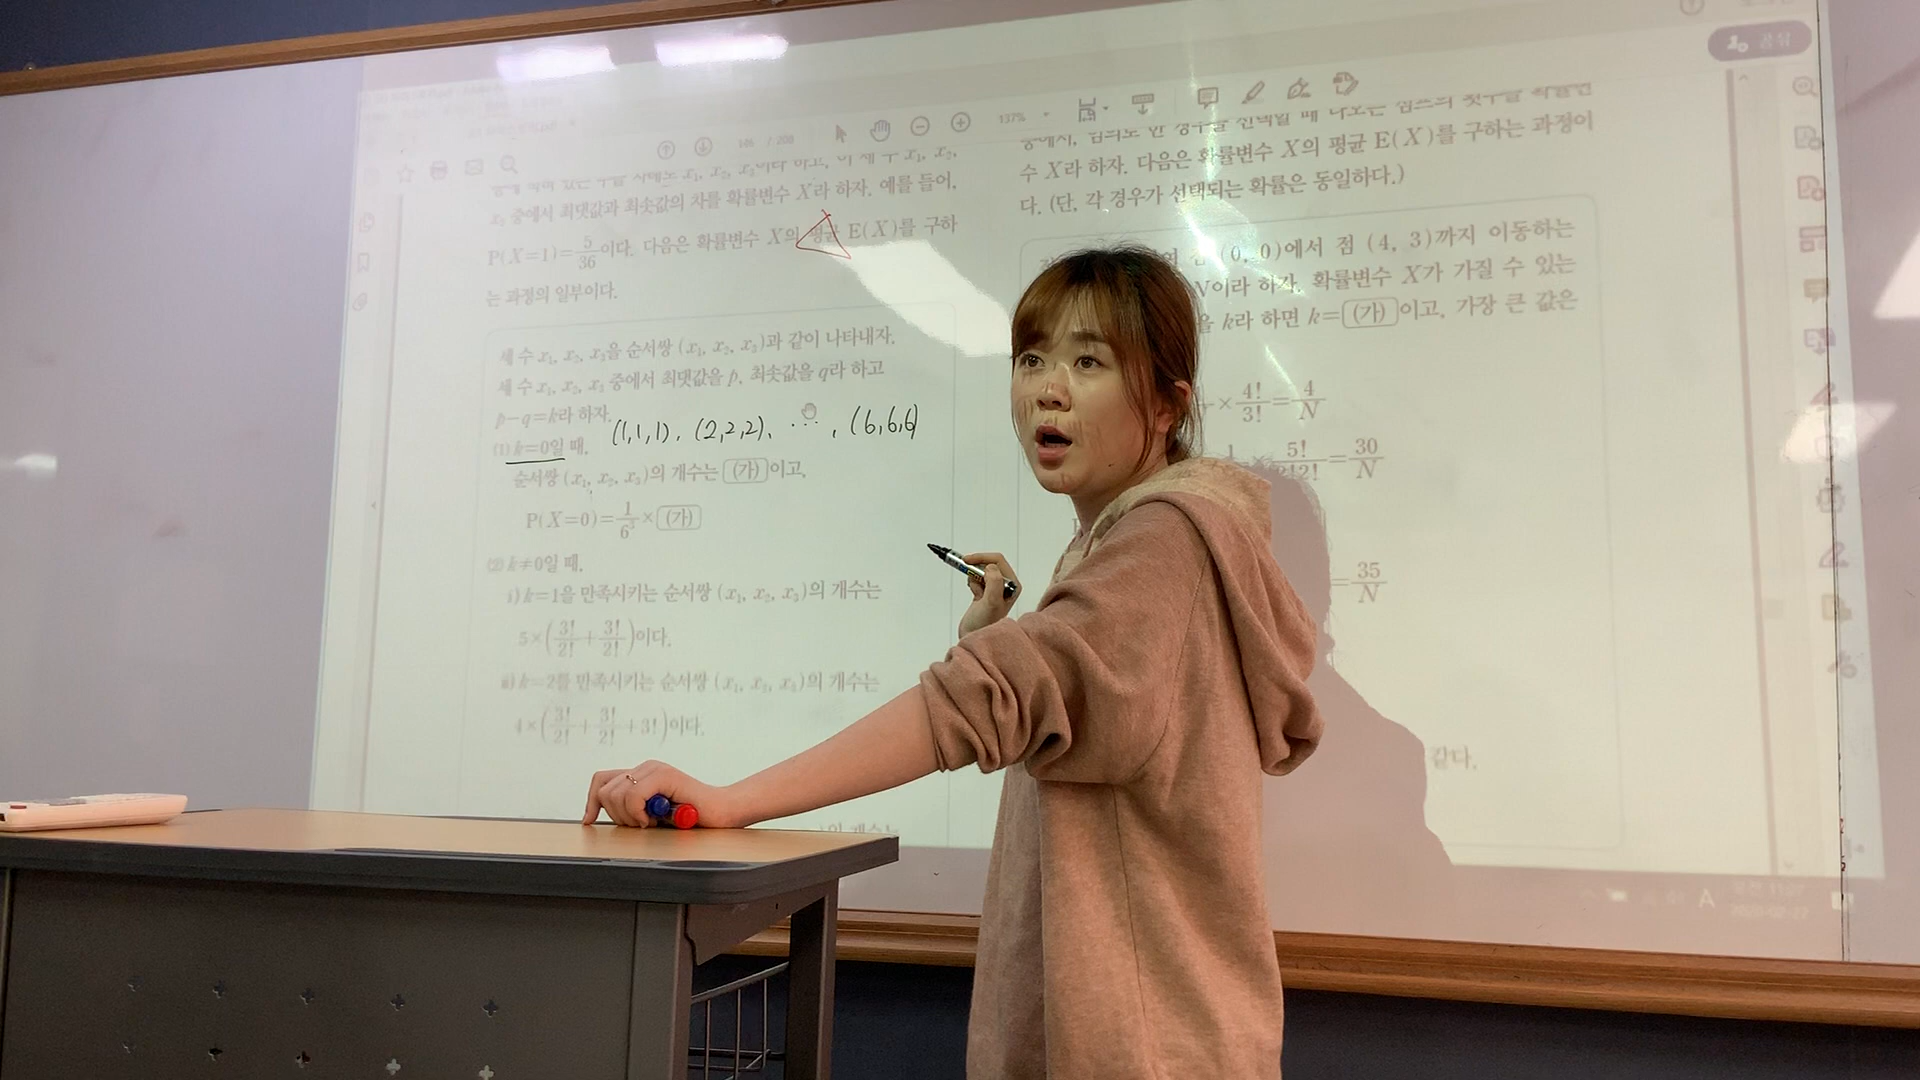 137%
/ 200
공유
x₃ 중에서 최댓값과 최솟값의 차를 확률변수 X라 하자. 예를 들어,
P(X=1)=5/36이다. 다음은 확률변수 X의 평균 E(X)를 구하
는 과정의 일부이다.
세 수 x₁, x₂, x₃을 순서쌍 (x₁, x₂, x₃)과 같이 나타내자.
세 수 x₁, x₂, x₃ 중에서 최댓값을 p, 최솟값을 q라 하고
p-q=k라 하자.
(1) k=0일 때, (1,1,1), (2,2,2), ..., (6,6,6)
순서쌍 (x₁, x₂, x₃)의 개수는 (가)이고,
P(X=0)=1/6³×(가)
(2) k≠0일 때,
i) k=1을 만족시키는 순서쌍 (x₁, x₂, x₃)의 개수는
5×(3!/2!+3!/2!)이다.
ii) k=2를 만족시키는 순서쌍 (x₁, x₂, x₃)의 개수는
4×(3!/2!+3!/2!+3!)이다.
수 X라 하자. 다음은 확률변수 X의 평균 E(X)를 구하는 과정이
다. (단, 각 경우가 선택되는 확률은 동일하다.)
(0, 0)에서 점 (4, 3)까지 이동하는
N이라 하자. 확률변수 X가 가질 수 있는
을 k라 하면 k=(가)이고, 가장 큰 값은
×4!/3!=4/N
5!/2!2!=30/N
=35/N
같다.
A